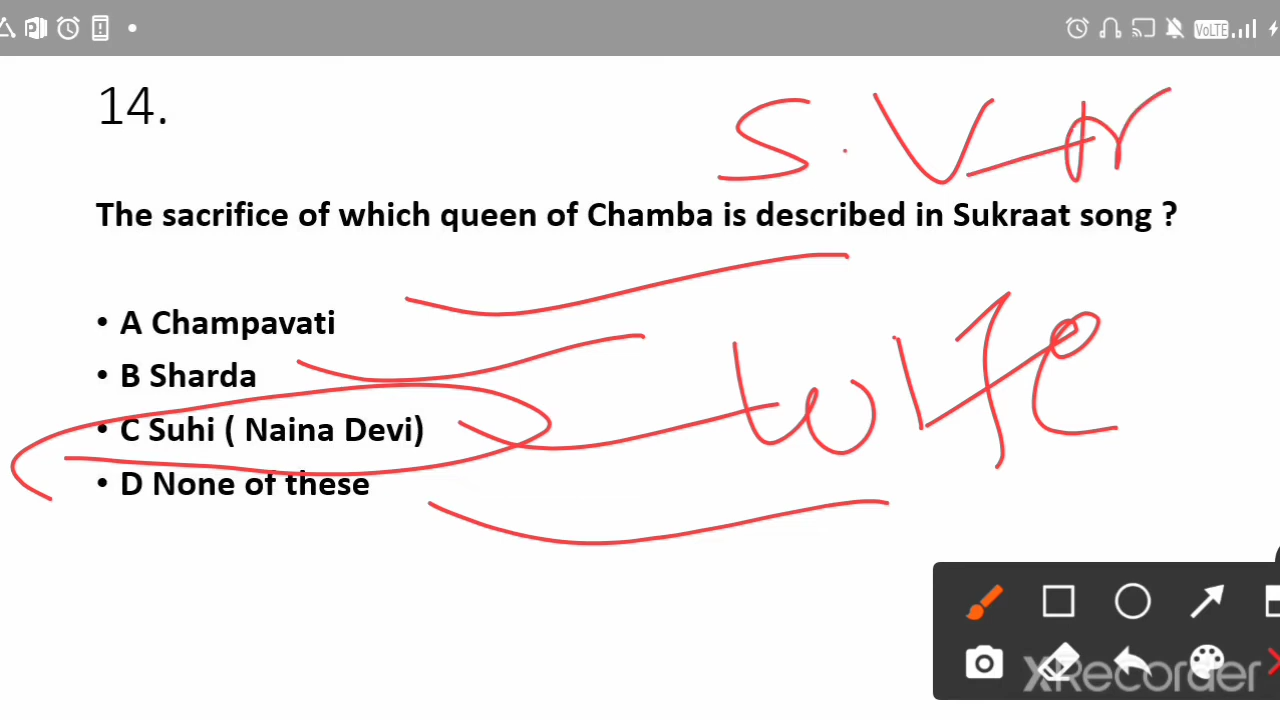 VoLTE
14.
S. V
The sacrifice of which queen of Chamba is described in Sukraat song ?
• A Champavati
• B Sharda
• C Suhi ( Naina Devi)
wife
• D None of these
XRecorder